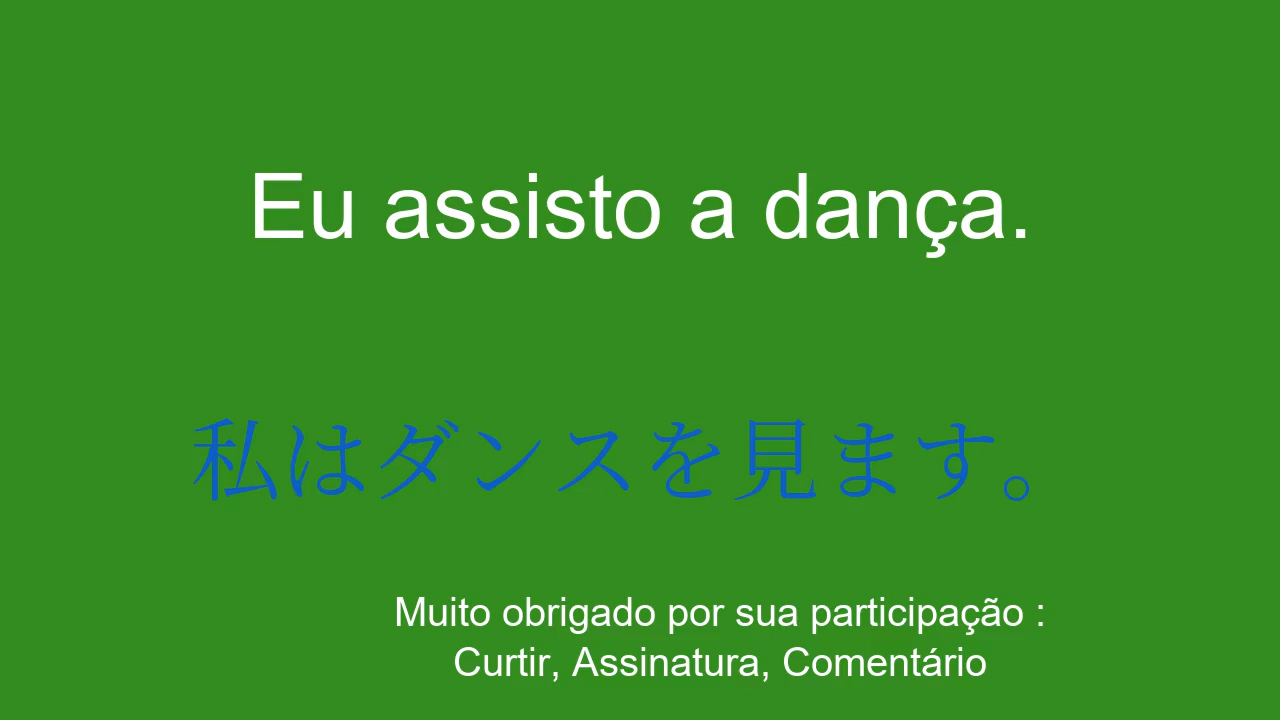 Eu assisto a dança.
私はダンスを見ます。
Muito obrigado por sua participação :
Curtir, Assinatura, Comentário